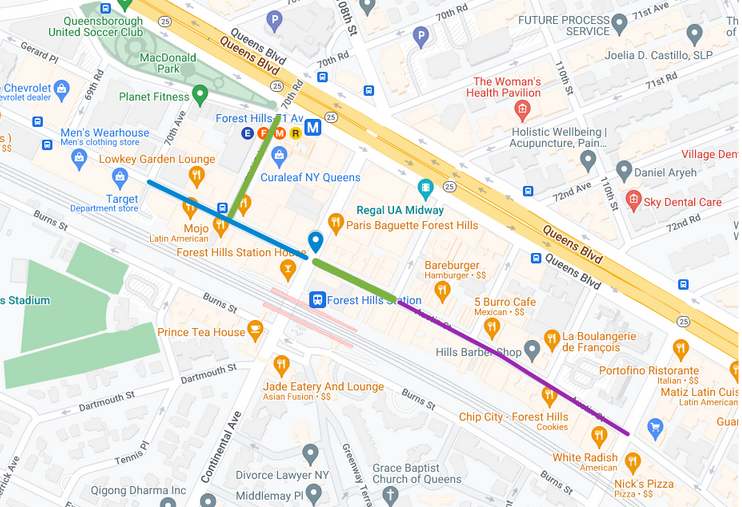 Queensborough
United Soccer Club
Queens Blvd
Queens Blvd
70th Rd
108th St
70th Rd
71st Ave
FUTURE PROCESS
SERVICE
Joelia D. Castillo, SLP
Gerard Pl
MacDonald
Park
69th Rd
70th Rd
110th St
71st Rd
Chevrolet
Chevrolet dealer
Planet Fitness
The Woman's
Health Pavilion
70th Ave
Forest Hills 71 Av
E F M R
M
Men's Wearhouse
Men's clothing store
Holistic Wellbeing |
Acupuncture, Pain...
Lowkey Garden Lounge
Curaleaf NY Queens
Daniel Aryeh
Village Dent
Target
Department store
72nd Ave
Sky Dental Care
Regal UA Midway
25
Burns St
Mojo
Latin American
Paris Baguette Forest Hills
72nd Rd
Queens Blvd
Forest Hills Station House
Queens Blvd
Bareburger
Hamburger • $$
s Stadium
Burns St
Forest Hills Station
5 Burro Cafe
Mexican • $$
Austin St
25
Prince Tea House
La Boulangerie
de François
Hills Barber Shop
Portofino Ristorante
Italian • $$
Dartmouth St
Jade Eatery And Lounge
Asian Fusion • $$
Burns St
Matiz Latin Cuis
Latin American
Dartmouth St
Austin St
Chip City - Forest Hills
Cookies
Continental Ave
White Radish
American
Tennis Pl
Divorce Lawyer NY
Greenway Terra
Grace Baptist
Church of Queens
Burns St
Nick's Pizza
Pizza • $$
Qigong Dharma Inc
Middlemay Pl